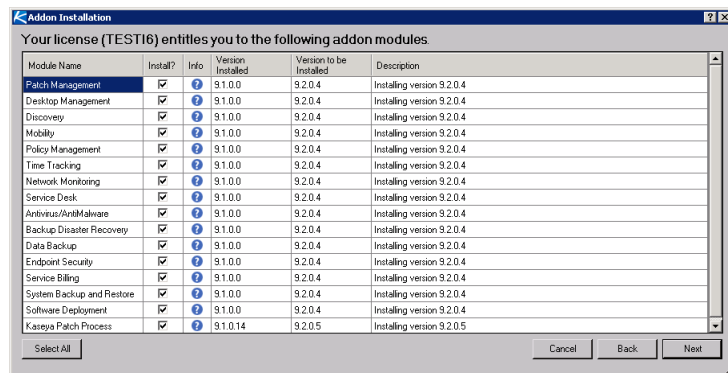 Addon Installation
Your license (TESTI6) entitles you to the following addon modules.
Module Name Install? Info Version Installed Version to be Installed Description
Patch Management 9.1.0.0 9.2.0.4 Installing version 9.2.0.4
Desktop Management 9.1.0.0 9.2.0.4 Installing version 9.2.0.4
Discovery 9.1.0.0 9.2.0.4 Installing version 9.2.0.4
Mobility 9.1.0.0 9.2.0.4 Installing version 9.2.0.4
Policy Management 9.1.0.0 9.2.0.4 Installing version 9.2.0.4
Time Tracking 9.1.0.0 9.2.0.4 Installing version 9.2.0.4
Network Monitoring 9.1.0.0 9.2.0.4 Installing version 9.2.0.4
Service Desk 9.1.0.0 9.2.0.4 Installing version 9.2.0.4
Antivirus/AntiMalware 9.1.0.0 9.2.0.4 Installing version 9.2.0.4
Backup Disaster Recovery 9.1.0.0 9.2.0.4 Installing version 9.2.0.4
Data Backup 9.1.0.0 9.2.0.4 Installing version 9.2.0.4
Endpoint Security 9.1.0.0 9.2.0.4 Installing version 9.2.0.4
Service Billing 9.1.0.0 9.2.0.4 Installing version 9.2.0.4
System Backup and Restore 9.1.0.0 9.2.0.4 Installing version 9.2.0.4
Software Deployment 9.1.0.0 9.2.0.4 Installing version 9.2.0.4
Kaseya Patch Process 9.1.0.14 9.2.0.5 Installing version 9.2.0.5
Select All Cancel Back Next